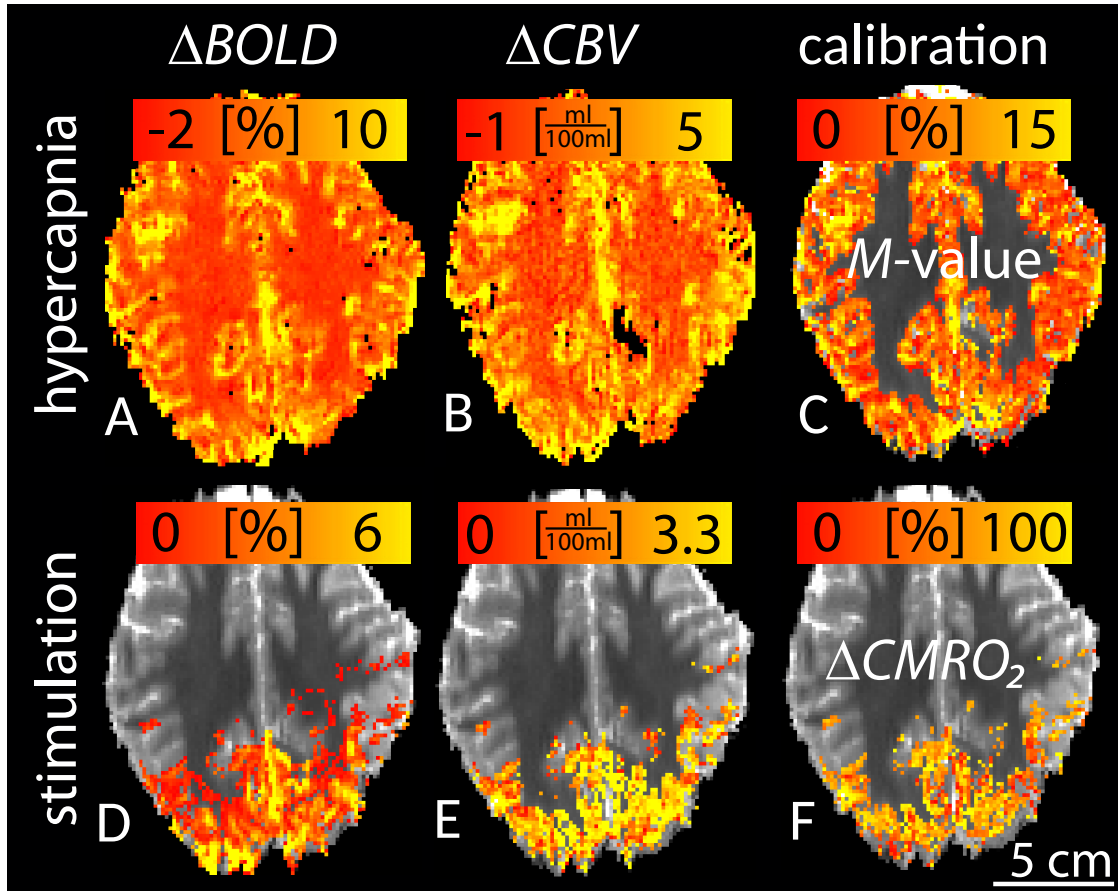 ΔBOLD ΔCBV calibration
hypercapnia
-2 [%] 10
-1 [ml/100ml] 5
0 [%] 15
M-value
A B C
stimulation
0 [%] 6
0 [ml/100ml] 3.3
0 [%] 100
ΔCMRO₂
D E F
5 cm